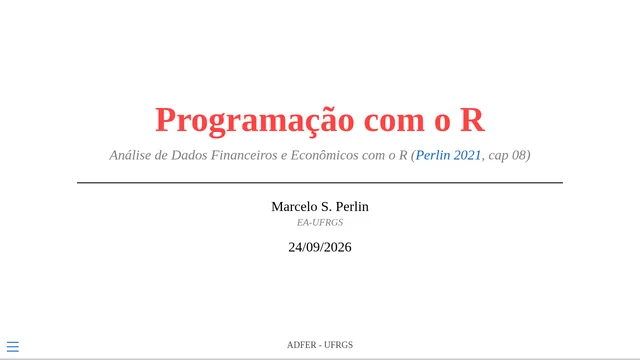 Programação com o R
Análise de Dados Financeiros e Econômicos com o R (Perlin 2021, cap 08)
Marcelo S. Perlin
EA-UFRGS
24/09/2026
ADFER - UFRGS